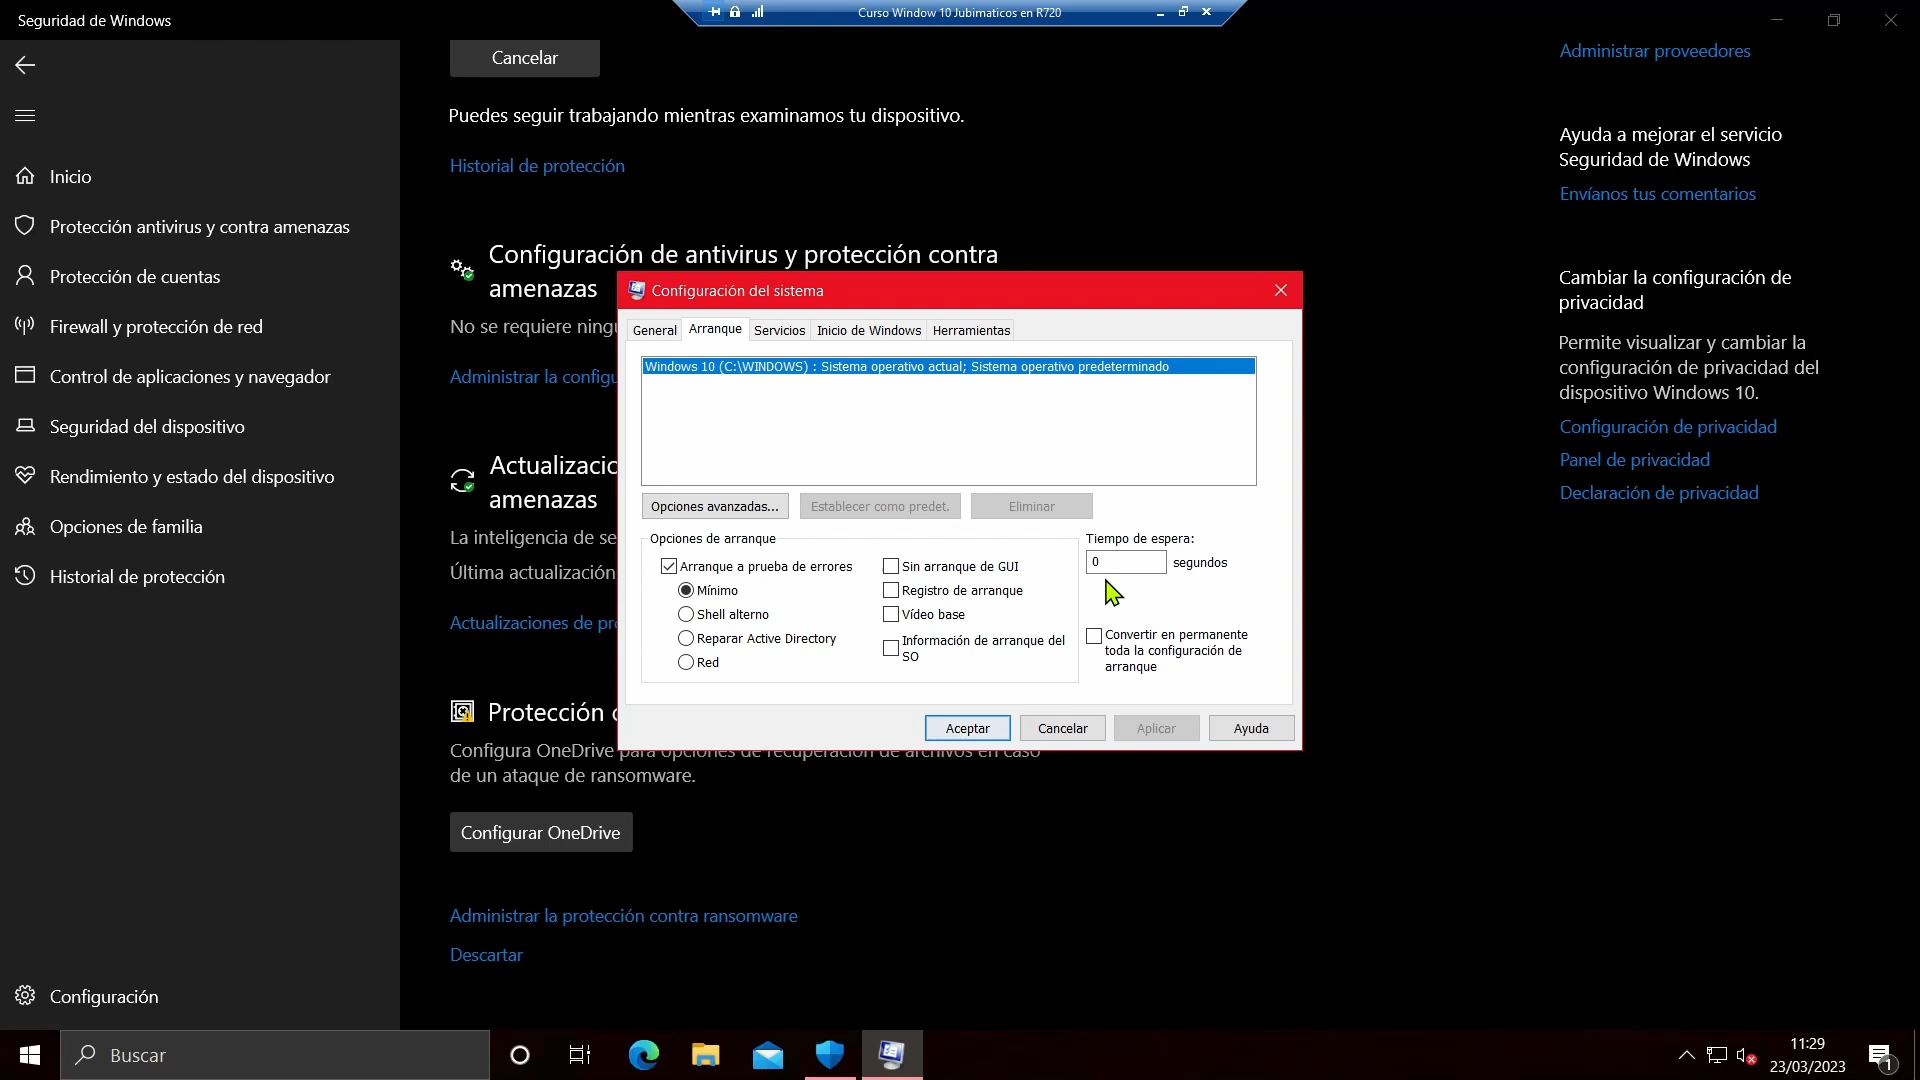 Seguridad de Windows
Curso Window 10 Jubimaticos en R720
Inicio
Protección antivirus y contra amenazas
Protección de cuentas
Firewall y protección de red
Control de aplicaciones y navegador
Seguridad del dispositivo
Rendimiento y estado del dispositivo
Opciones de familia
Historial de protección
Configuración
Cancelar
Puedes seguir trabajando mientras examinamos tu dispositivo.
Historial de protección
Configuración de antivirus y protección contra
amenazas
No se requiere
Administrar la
amenazas
La inteligencia de
Última actualización
Actualizaciones de
Protección
Configura OneDrive para opciones de recuperación de archivos en caso
de un ataque de ransomware.
Configurar OneDrive
Administrar la protección contra ransomware
Descartar
Configuración del sistema
General Arranque Servicios Inicio de Windows Herramientas
Windows 10 (C:\WINDOWS) : Sistema operativo actual; Sistema operativo predeterminado
Opciones avanzadas... Establecer como predet. Eliminar
Opciones de arranque
Arranque a prueba de errores
Mínimo
Shell alterno
Reparar Active Directory
Red
Sin arranque de GUI
Registro de arranque
Vídeo base
Información de arranque del
SO
Tiempo de espera:
0 segundos
Convertir en permanente
toda la configuración de
arranque
Aceptar Cancelar Aplicar Ayuda
Administrar proveedores
Ayuda a mejorar el servicio
Seguridad de Windows
Envíanos tus comentarios
Cambiar la configuración de
privacidad
Permite visualizar y cambiar la
configuración de privacidad del
dispositivo Windows 10.
Configuración de privacidad
Panel de privacidad
Declaración de privacidad
Buscar
11:29
23/03/2023
1